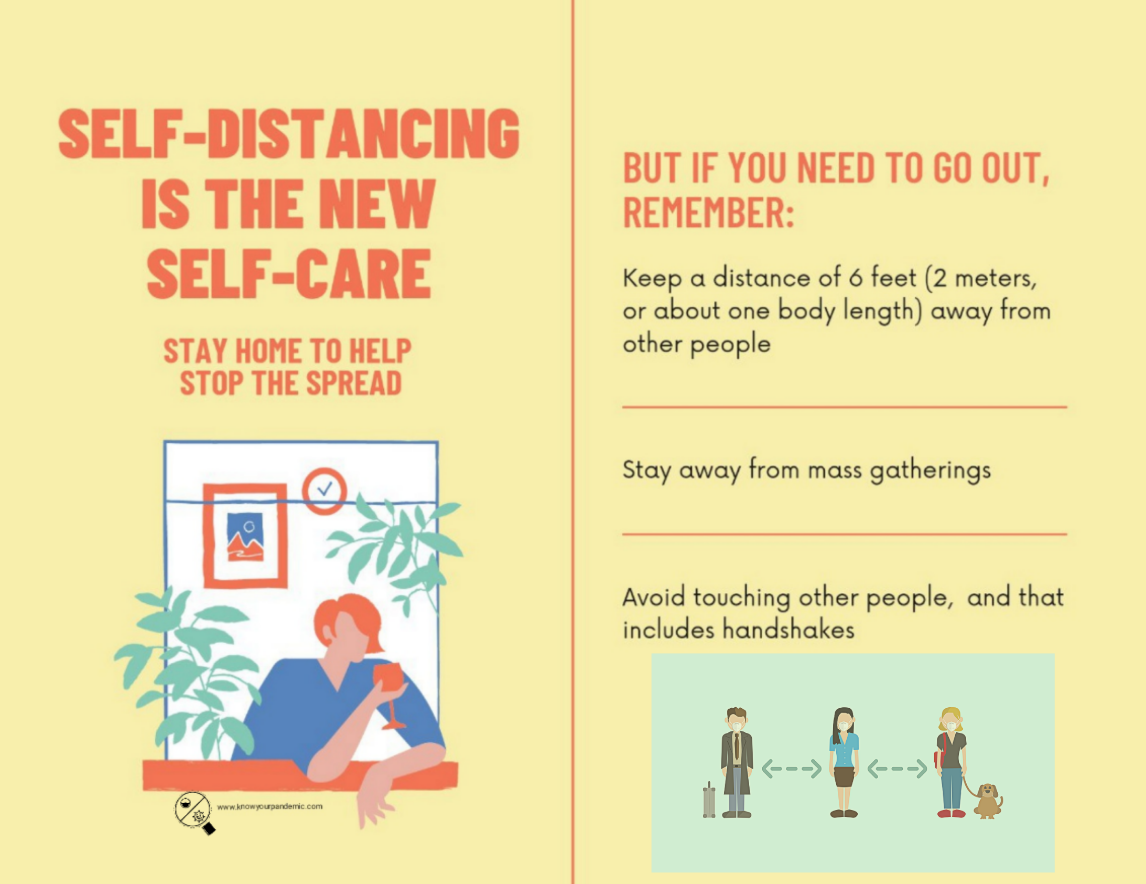 SELF-DISTANCING
IS THE NEW
SELF-CARE
STAY HOME TO HELP
STOP THE SPREAD
www.knowyourpandemic.com
BUT IF YOU NEED TO GO OUT,
REMEMBER:
Keep a distance of 6 feet (2 meters,
or about one body length) away from
other people
Stay away from mass gatherings
Avoid touching other people, and that
includes handshakes